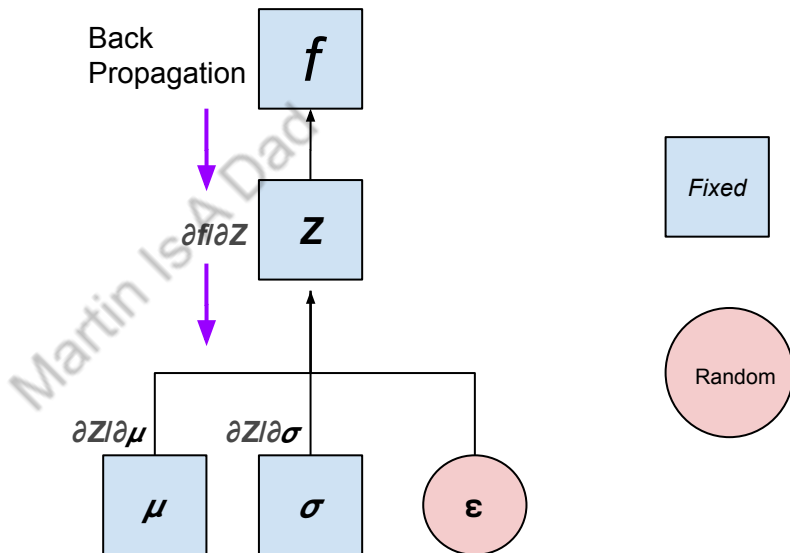 Back
Propagation
f
Fixed
Martin Is A Dad
∂f/∂Z
Z
Random
∂Z/∂μ
∂Z/∂σ
μ
σ
ε